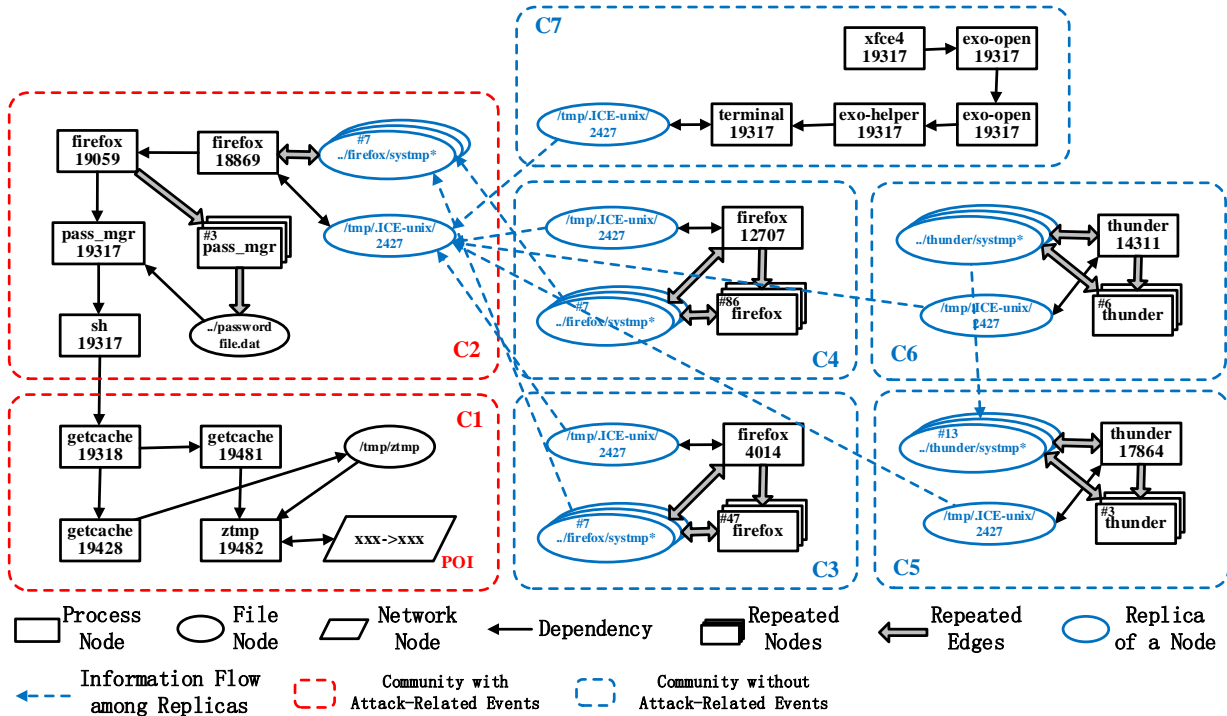 C7
xfce4
19317
exo-open
19317
/tmp/.ICE-unix/
2427
terminal
19317
exo-helper
19317
exo-open
19317
firefox
19059
firefox
18869
#7
../firefox/systmp*
pass_mgr
19317
#3
pass_mgr
/tmp/.ICE-unix/
2427
sh
19317
../password
file.dat
C2
/tmp/.ICE-unix/
2427
firefox
12707
#7
../firefox/systmp*
#86
firefox
C4
../thunder/systmp*
thunder
14311
/tmp/.ICE-unix/
2427
#6
thunder
C6
C1
getcache
19318
getcache
19481
/tmp/ztmp
getcache
19428
ztmp
19482
xxx->xxx
POI
/tmp/.ICE-unix/
2427
firefox
4014
#7
../firefox/systmp*
#47
firefox
C3
#13
../thunder/systmp*
thunder
17864
/tmp/.ICE-unix/
2427
#3
thunder
C5
Process
Node
File
Node
Network
Node
Dependency
Repeated
Nodes
Repeated
Edges
Replica
of a Node
Information Flow
among Replicas
Community with
Attack-Related Events
Community without
Attack-Related Events